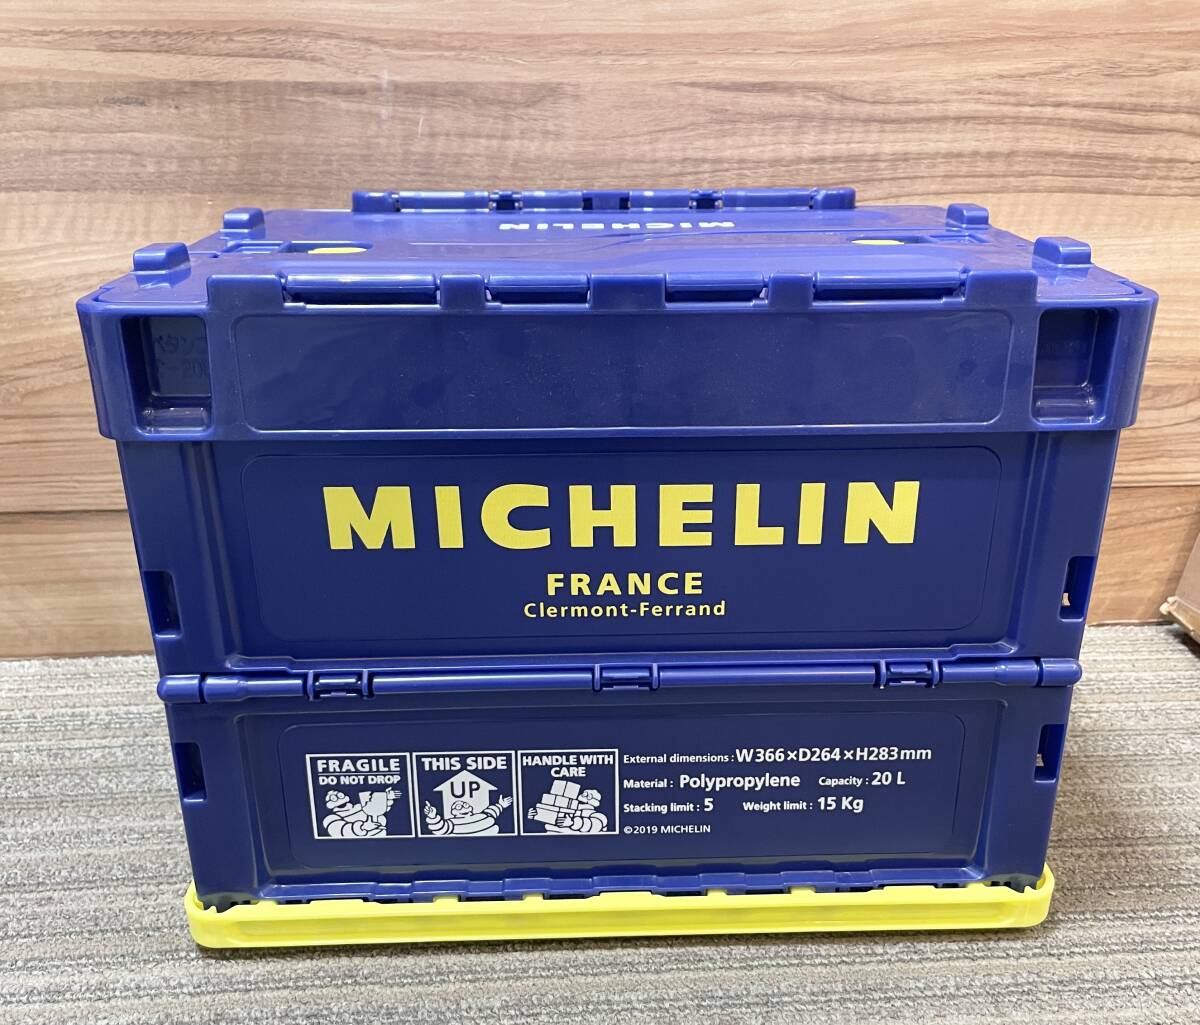 MICHELIN
MICHELIN
FRANCE
Clermont-Ferrand
FRAGILE
DO NOT DROP
THIS SIDE
UP
HANDLE WITH
CARE
External dimensions : W366×D264×H283mm
Material : Polypropylene Capacity : 20 L
Stacking limit : 5 Weight limit : 15 Kg
©2019 MICHELIN